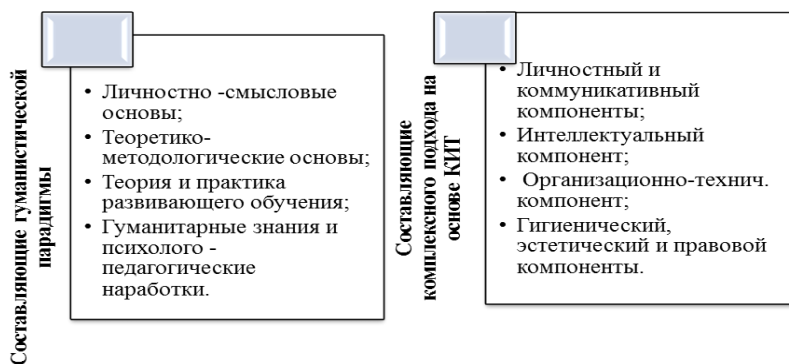 Составляющие гуманистической
парадигмы
• Личностно -смысловые
основы;
• Теоретико-
методологические основы;
• Теория и практика
развивающего обучения;
• Гуманитарные знания и
психолого -
педагогические
наработки.
Составляющие
комплексного подхода на
основе КИТ
• Личностный и
коммуникативный
компоненты;
• Интеллектуальный
компонент;
• Организационно-технич.
компонент;
• Гигиенический,
эстетический и правовой
компоненты.